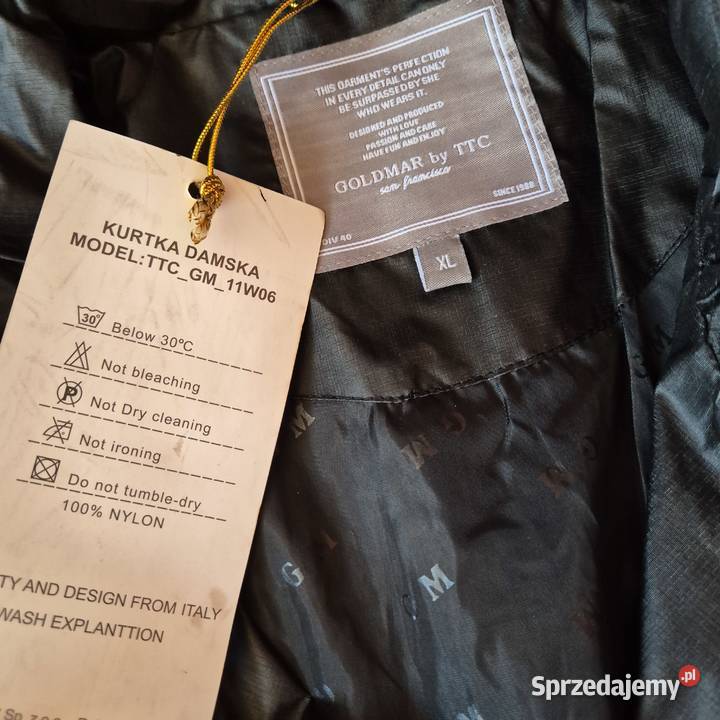 THIS GARMENT'S PERFECTION
IN EVERY DETAIL CAN ONLY
BE SURPASSED BY SHE
WHO WEARS IT.
DESIGNED AND PRODUCED
WITH LOVE
PASSION AND CARE
HAVE FUN AND ENJOY
GOLDMAR by TTC
san francisco
SINCE 1988
DIV 40
XL
KURTKA DAMSKA
MODEL:TTC_GM_11W06
30°
Below 30°C
Not bleaching
P
Not Dry cleaning
Not ironing
Do not tumble-dry
100% NYLON
TY AND DESIGN FROM ITALY
WASH EXPLANTTION
Sp. z o.o.
M
G
M
G
M
G
M
Sprzedajemy.pl